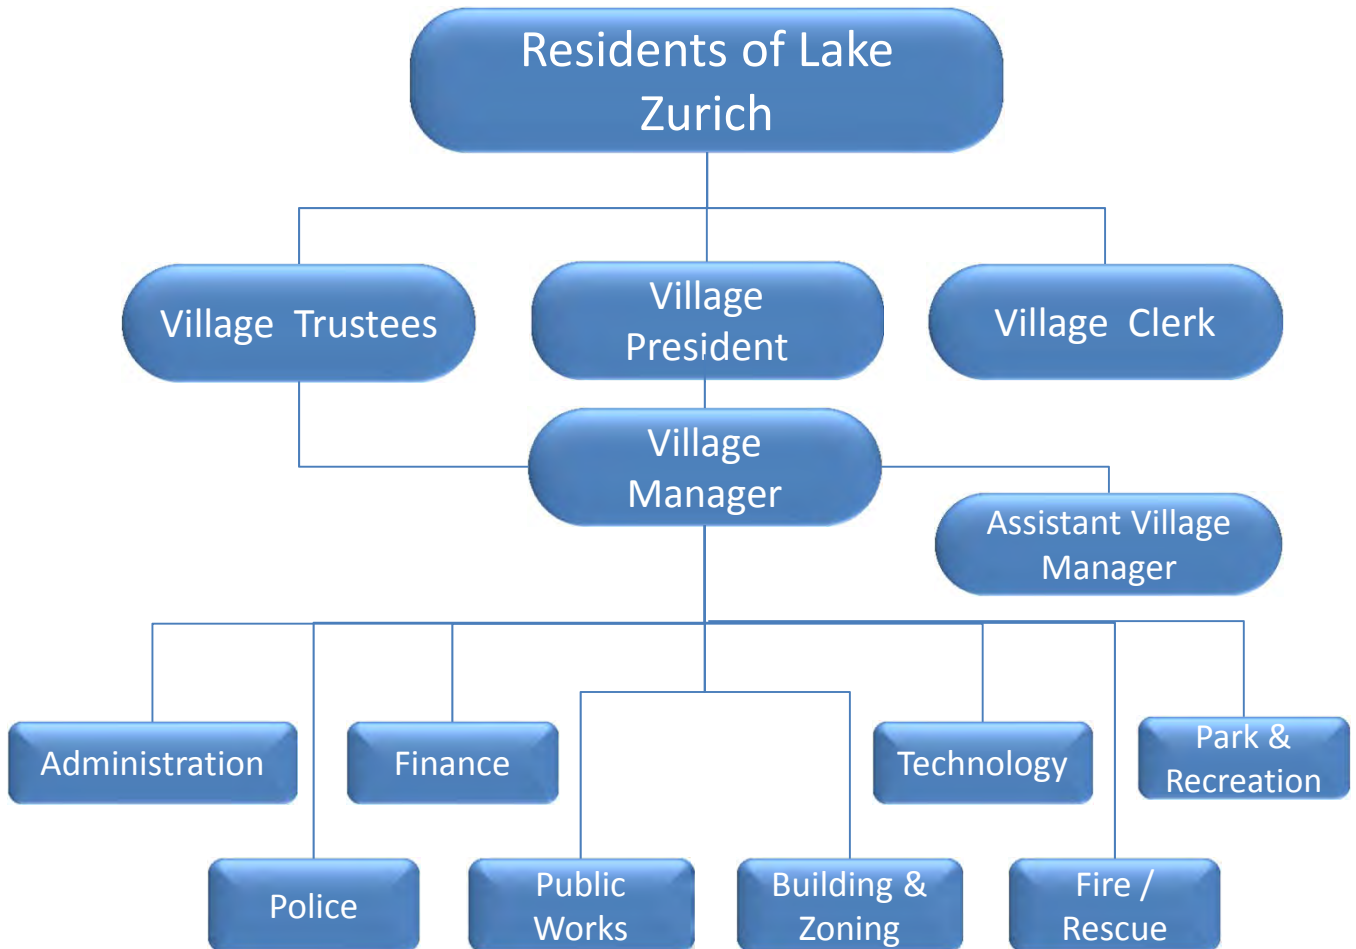 Residents of Lake
Zurich
Village Trustees
Village
President
Village Clerk
Village
Manager
Assistant Village
Manager
Administration
Finance
Technology
Park &
Recreation
Police
Public
Works
Building &
Zoning
Fire /
Rescue